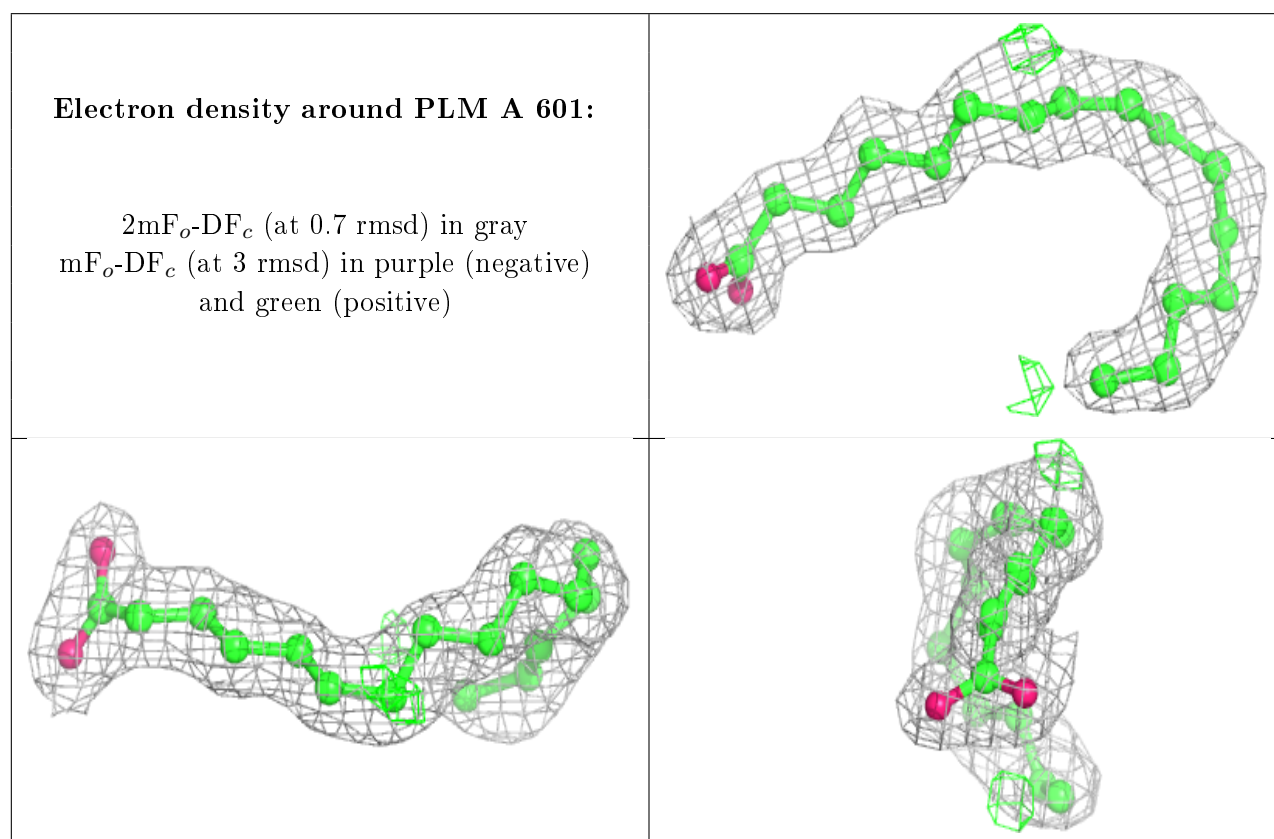 Electron density around PLM A 601:
2mFo-DFc (at 0.7 rmsd) in gray
mFo-DFc (at 3 rmsd) in purple (negative)
and green (positive)